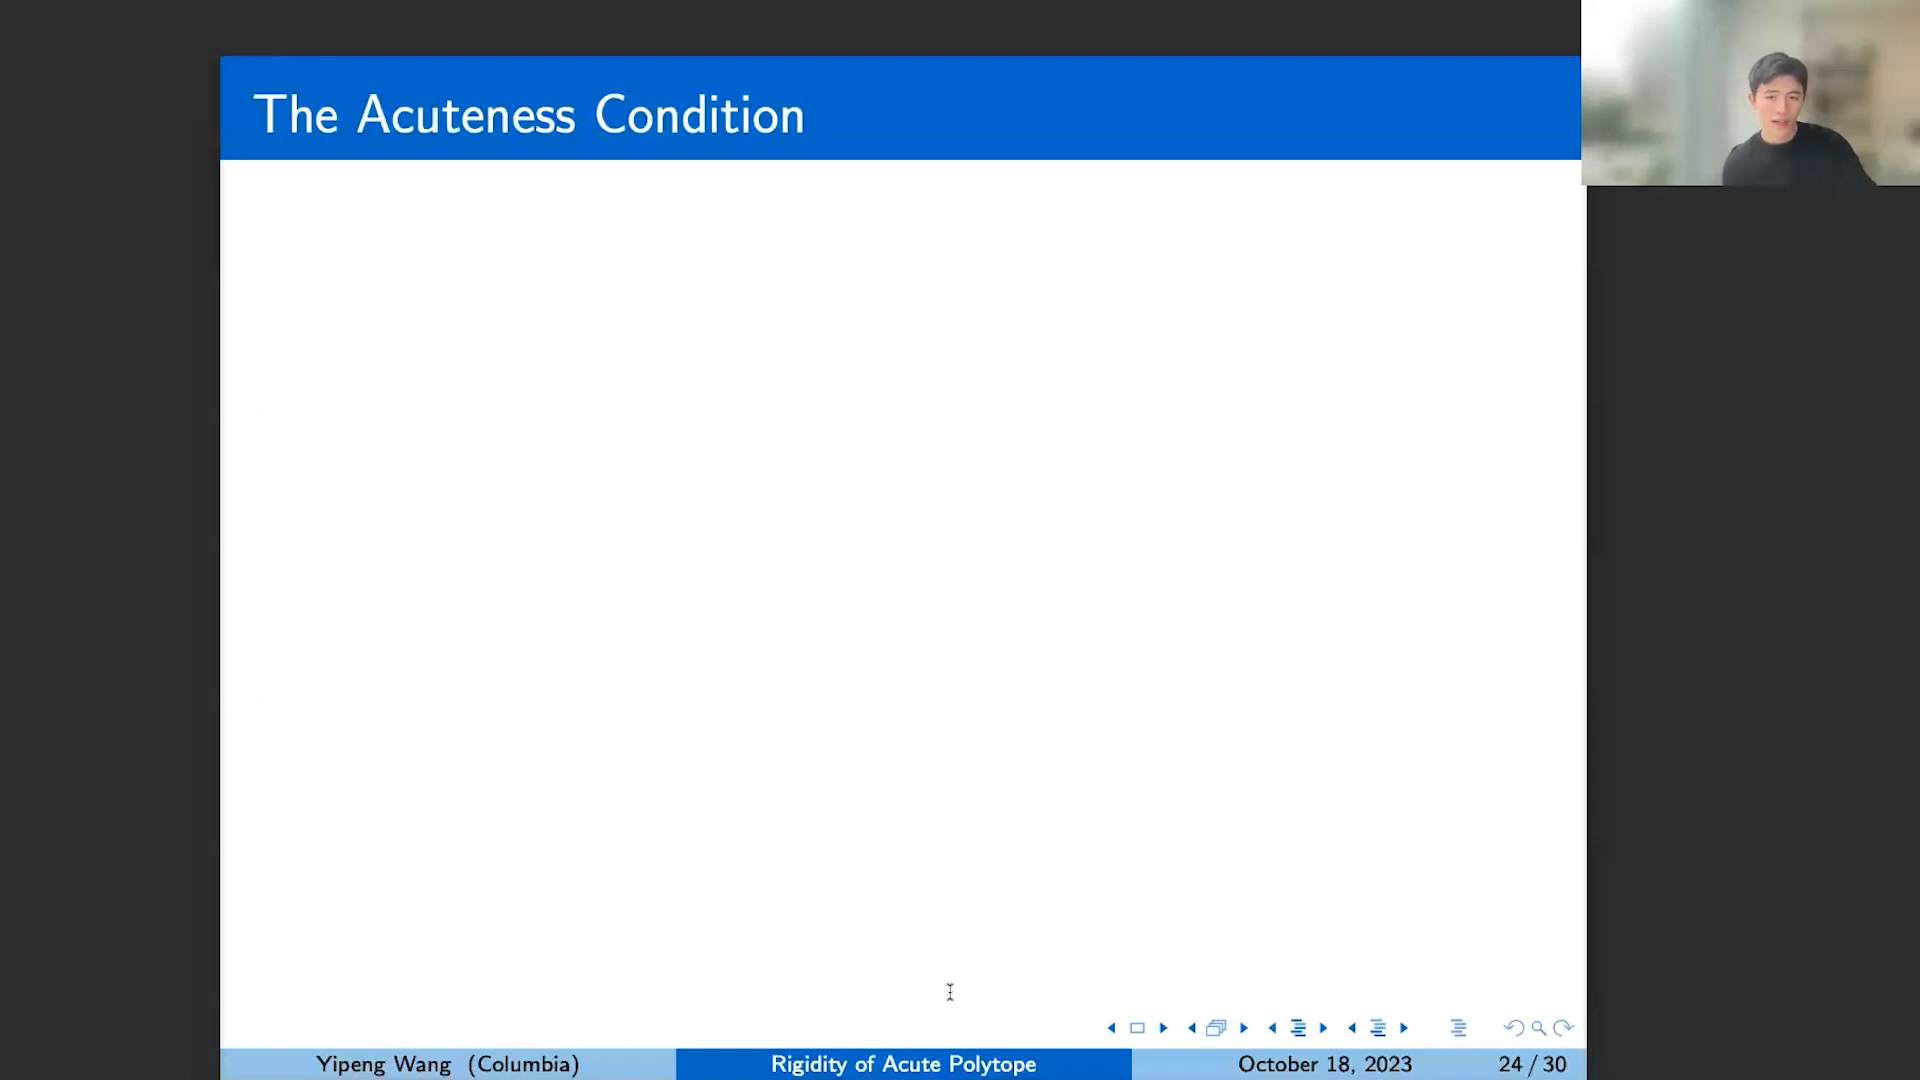 The Acuteness Condition
Yipeng Wang (Columbia)
Rigidity of Acute Polytope
October 18, 2023
24 / 30